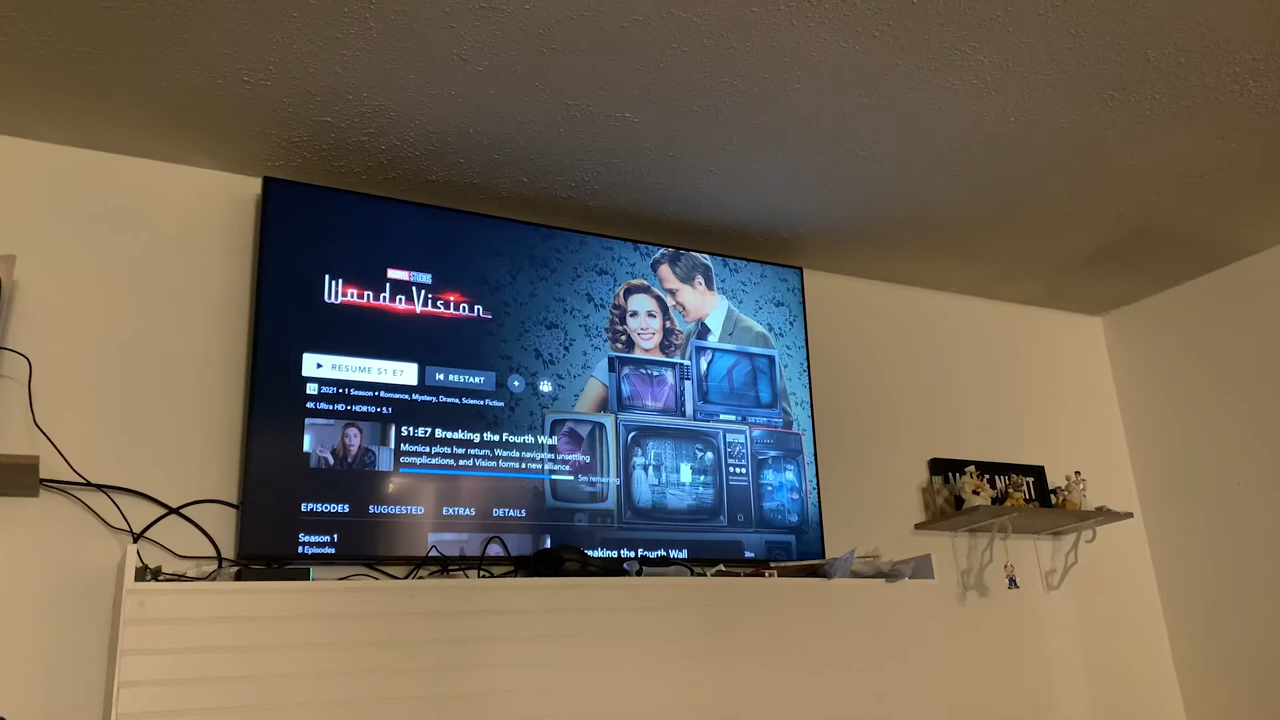 MARVEL STUDIOS
WandaVision
RESUME S1 E7
RESTART
2021 • 1 Season • Romance, Mystery, Drama, Science Fiction
4K Ultra HD • HDR10 • 5.1
S1:E7 Breaking the Fourth Wall
Monica plots her return, Wanda navigates unsettling
complications, and Vision forms a new alliance.
5m remaining
EPISODES SUGGESTED EXTRAS DETAILS
Season 1
8 Episodes
reaking the Fourth Wall
38m